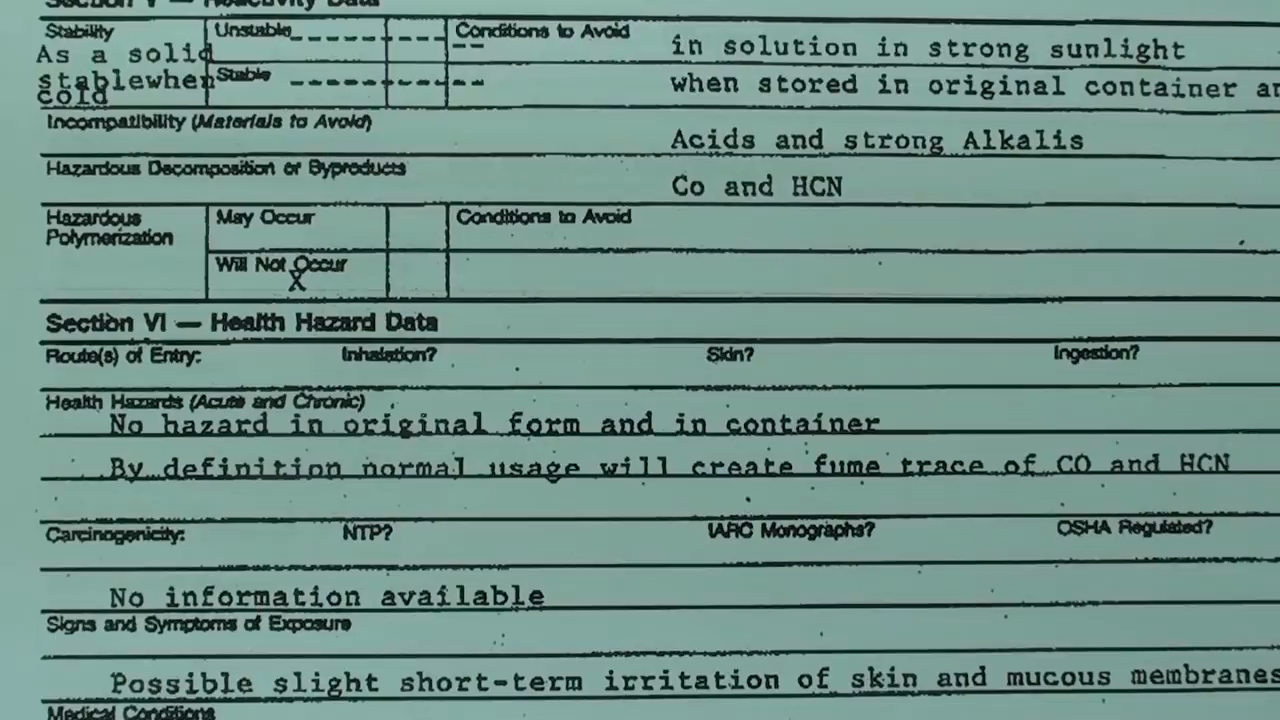 Section V — Reactivity Data
Stability Unstable Conditions to Avoid in solution in strong sunlight
As a solid
stablewhen Stable when stored in original container
cold
Incompatibility (Materials to Avoid)
Acids and strong Alkalis
Hazardous Decomposition or Byproducts
Co and HCN
Hazardous May Occur Conditions to Avoid
Polymerization
Will Not Occur
X
Section VI — Health Hazard Data
Route(s) of Entry: Inhalation? Skin? Ingestion?
Health Hazards (Acute and Chronic)
No hazard in original form and in container
By definition normal usage will create fume trace of CO and HCN
Carcinogenicity: NTP? IARC Monographs? OSHA Regulated?
No information available
Signs and Symptoms of Exposure
Possible slight short-term irritation of skin and mucous membranes
Medical Conditions